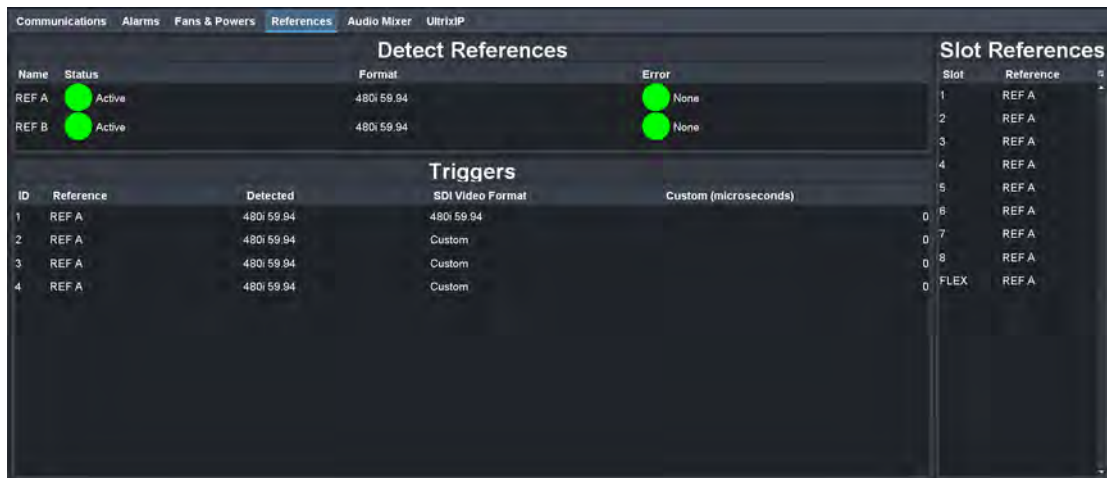 Communications Alarms Fans & Powers References Audio Mixer UltrixIP
Detect References
Name Status Format Error
REF A Active 480i 59.94 None
REF B Active 480i 59.94 None
Triggers
ID Reference Detected SDI Video Format Custom (microseconds)
1 REF A 480i 59.94 480i 59.94 0
2 REF A 480i 59.94 Custom 0
3 REF A 480i 59.94 Custom 0
4 REF A 480i 59.94 Custom 0
Slot References
Slot Reference
1 REF A
2 REF A
3 REF A
4 REF A
5 REF A
6 REF A
7 REF A
8 REF A
FLEX REF A